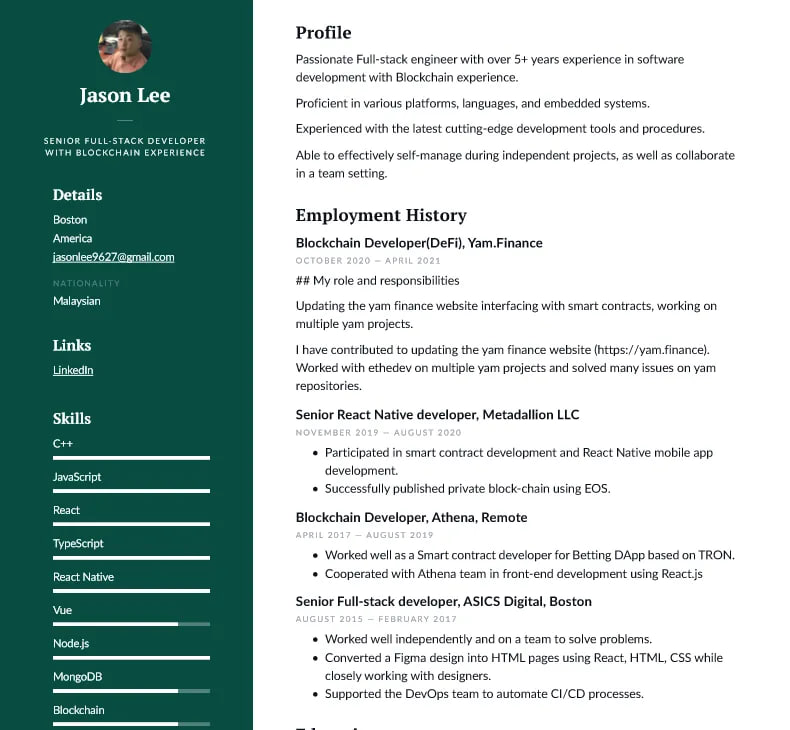 Jason Lee
SENIOR FULL-STACK DEVELOPER
WITH BLOCKCHAIN EXPERIENCE
Details
Boston
America
jasonlee9627@gmail.com
NATIONALITY
Malaysian
Links
LinkedIn
Skills
C++
JavaScript
React
TypeScript
React Native
Vue
Node.js
MongoDB
Blockchain
Profile
Passionate Full-stack engineer with over 5+ years experience in software
development with Blockchain experience.
Proficient in various platforms, languages, and embedded systems.
Experienced with the latest cutting-edge development tools and procedures.
Able to effectively self-manage during independent projects, as well as collaborate
in a team setting.
Employment History
Blockchain Developer(DeFi), Yam.Finance
OCTOBER 2020 — APRIL 2021
## My role and responsibilities
Updating the yam finance website interfacing with smart contracts, working on
multiple yam projects.
I have contributed to updating the yam finance website (https://yam.finance).
Worked with ethedev on multiple yam projects and solved many issues on yam
repositories.
Senior React Native developer, Metadallion LLC
NOVEMBER 2019 — AUGUST 2020
• Participated in smart contract development and React Native mobile app
development.
• Successfully published private block-chain using EOS.
Blockchain Developer, Athena, Remote
APRIL 2017 — AUGUST 2019
• Worked well as a Smart contract developer for Betting DApp based on TRON.
• Cooperated with Athena team in front-end development using React.js
Senior Full-stack developer, ASICS Digital, Boston
AUGUST 2015 — FEBRUARY 2017
• Worked well independently and on a team to solve problems.
• Converted a Figma design into HTML pages using React, HTML, CSS while
closely working with designers.
• Supported the DevOps team to automate CI/CD processes.